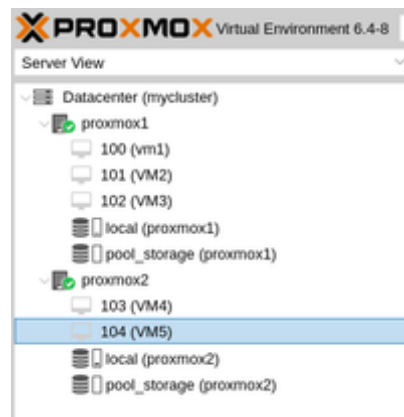 PROXMOX Virtual Environment 6.4-8
Server View
Datacenter (mycluster)
proxmox1
100 (vm1)
101 (VM2)
102 (VM3)
local (proxmox1)
pool_storage (proxmox1)
proxmox2
103 (VM4)
104 (VM5)
local (proxmox2)
pool_storage (proxmox2)